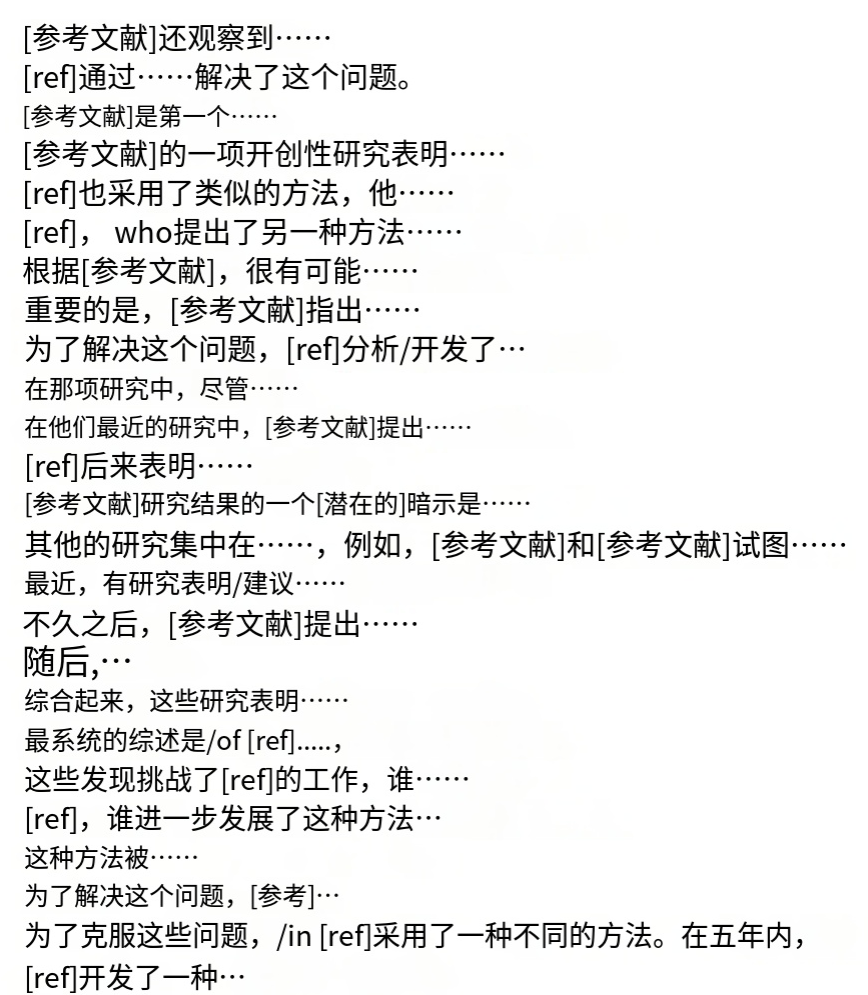 [参考文献]还观察到……
[ref]通过……解决了这个问题。
[参考文献]是第一个……
[参考文献]的一项开创性研究表明……
[ref]也采用了类似的方法，他……
[ref]， who提出了另一种方法……
根据[参考文献]，很有可能……
重要的是，[参考文献]指出……
为了解决这个问题，[ref]分析/开发了…
在那项研究中，尽管……
在他们最近的研究中，[参考文献]提出……
[ref]后来表明……
[参考文献]研究结果的一个[潜在的]暗示是……
其他的研究集中在……，例如，[参考文献]和[参考文献]试图……
最近，有研究表明/建议……
不久之后，[参考文献]提出……
随后,…
综合起来，这些研究表明……
最系统的综述是/of [ref].....，
这些发现挑战了[ref]的工作，谁……
[ref]，谁进一步发展了这种方法…
这种方法被……
为了解决这个问题，[参考]…
为了克服这些问题，/in [ref]采用了一种不同的方法。在五年内，
[ref]开发了一种…